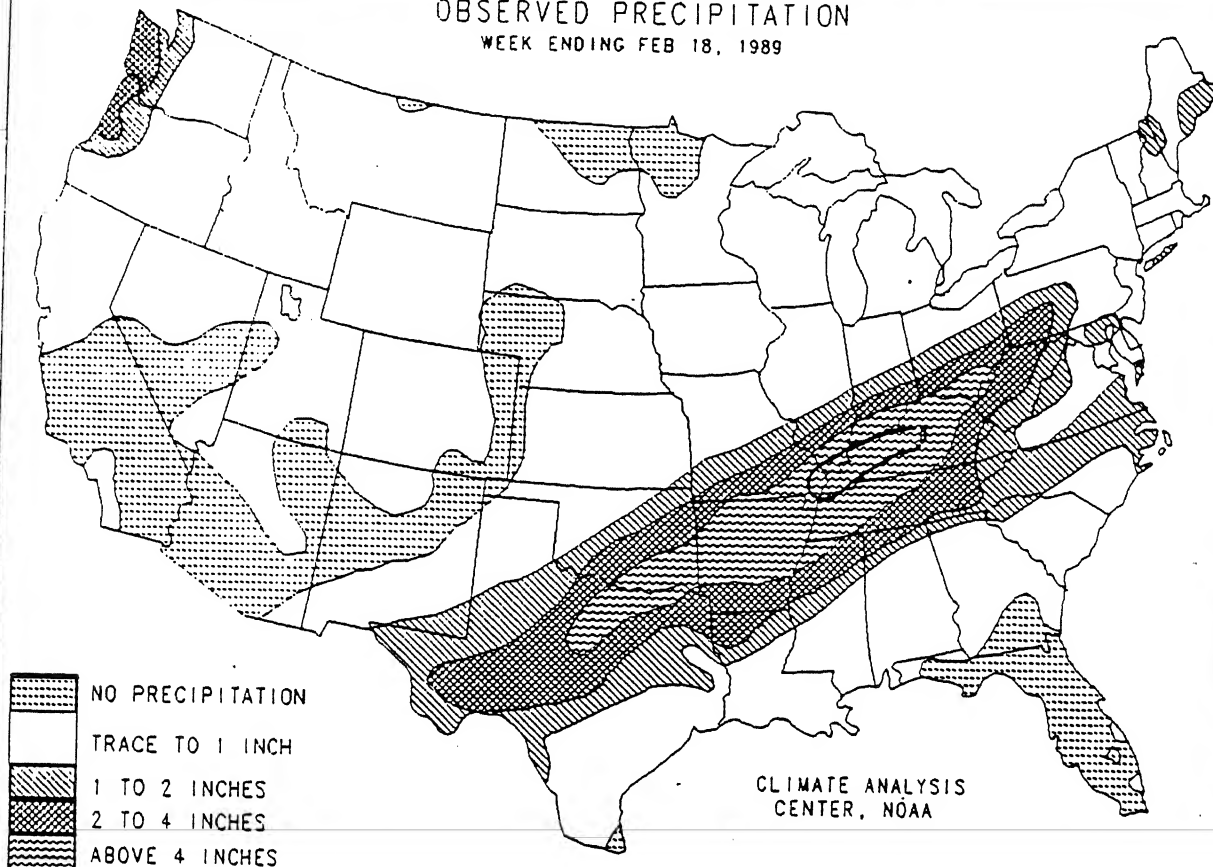 OBSERVED PRECIPITATION
WEEK ENDING FEB 18, 1989
NO PRECIPITATION
TRACE TO 1 INCH
1 TO 2 INCHES
2 TO 4 INCHES
ABOVE 4 INCHES
CLIMATE ANALYSIS
CENTER, NOAA